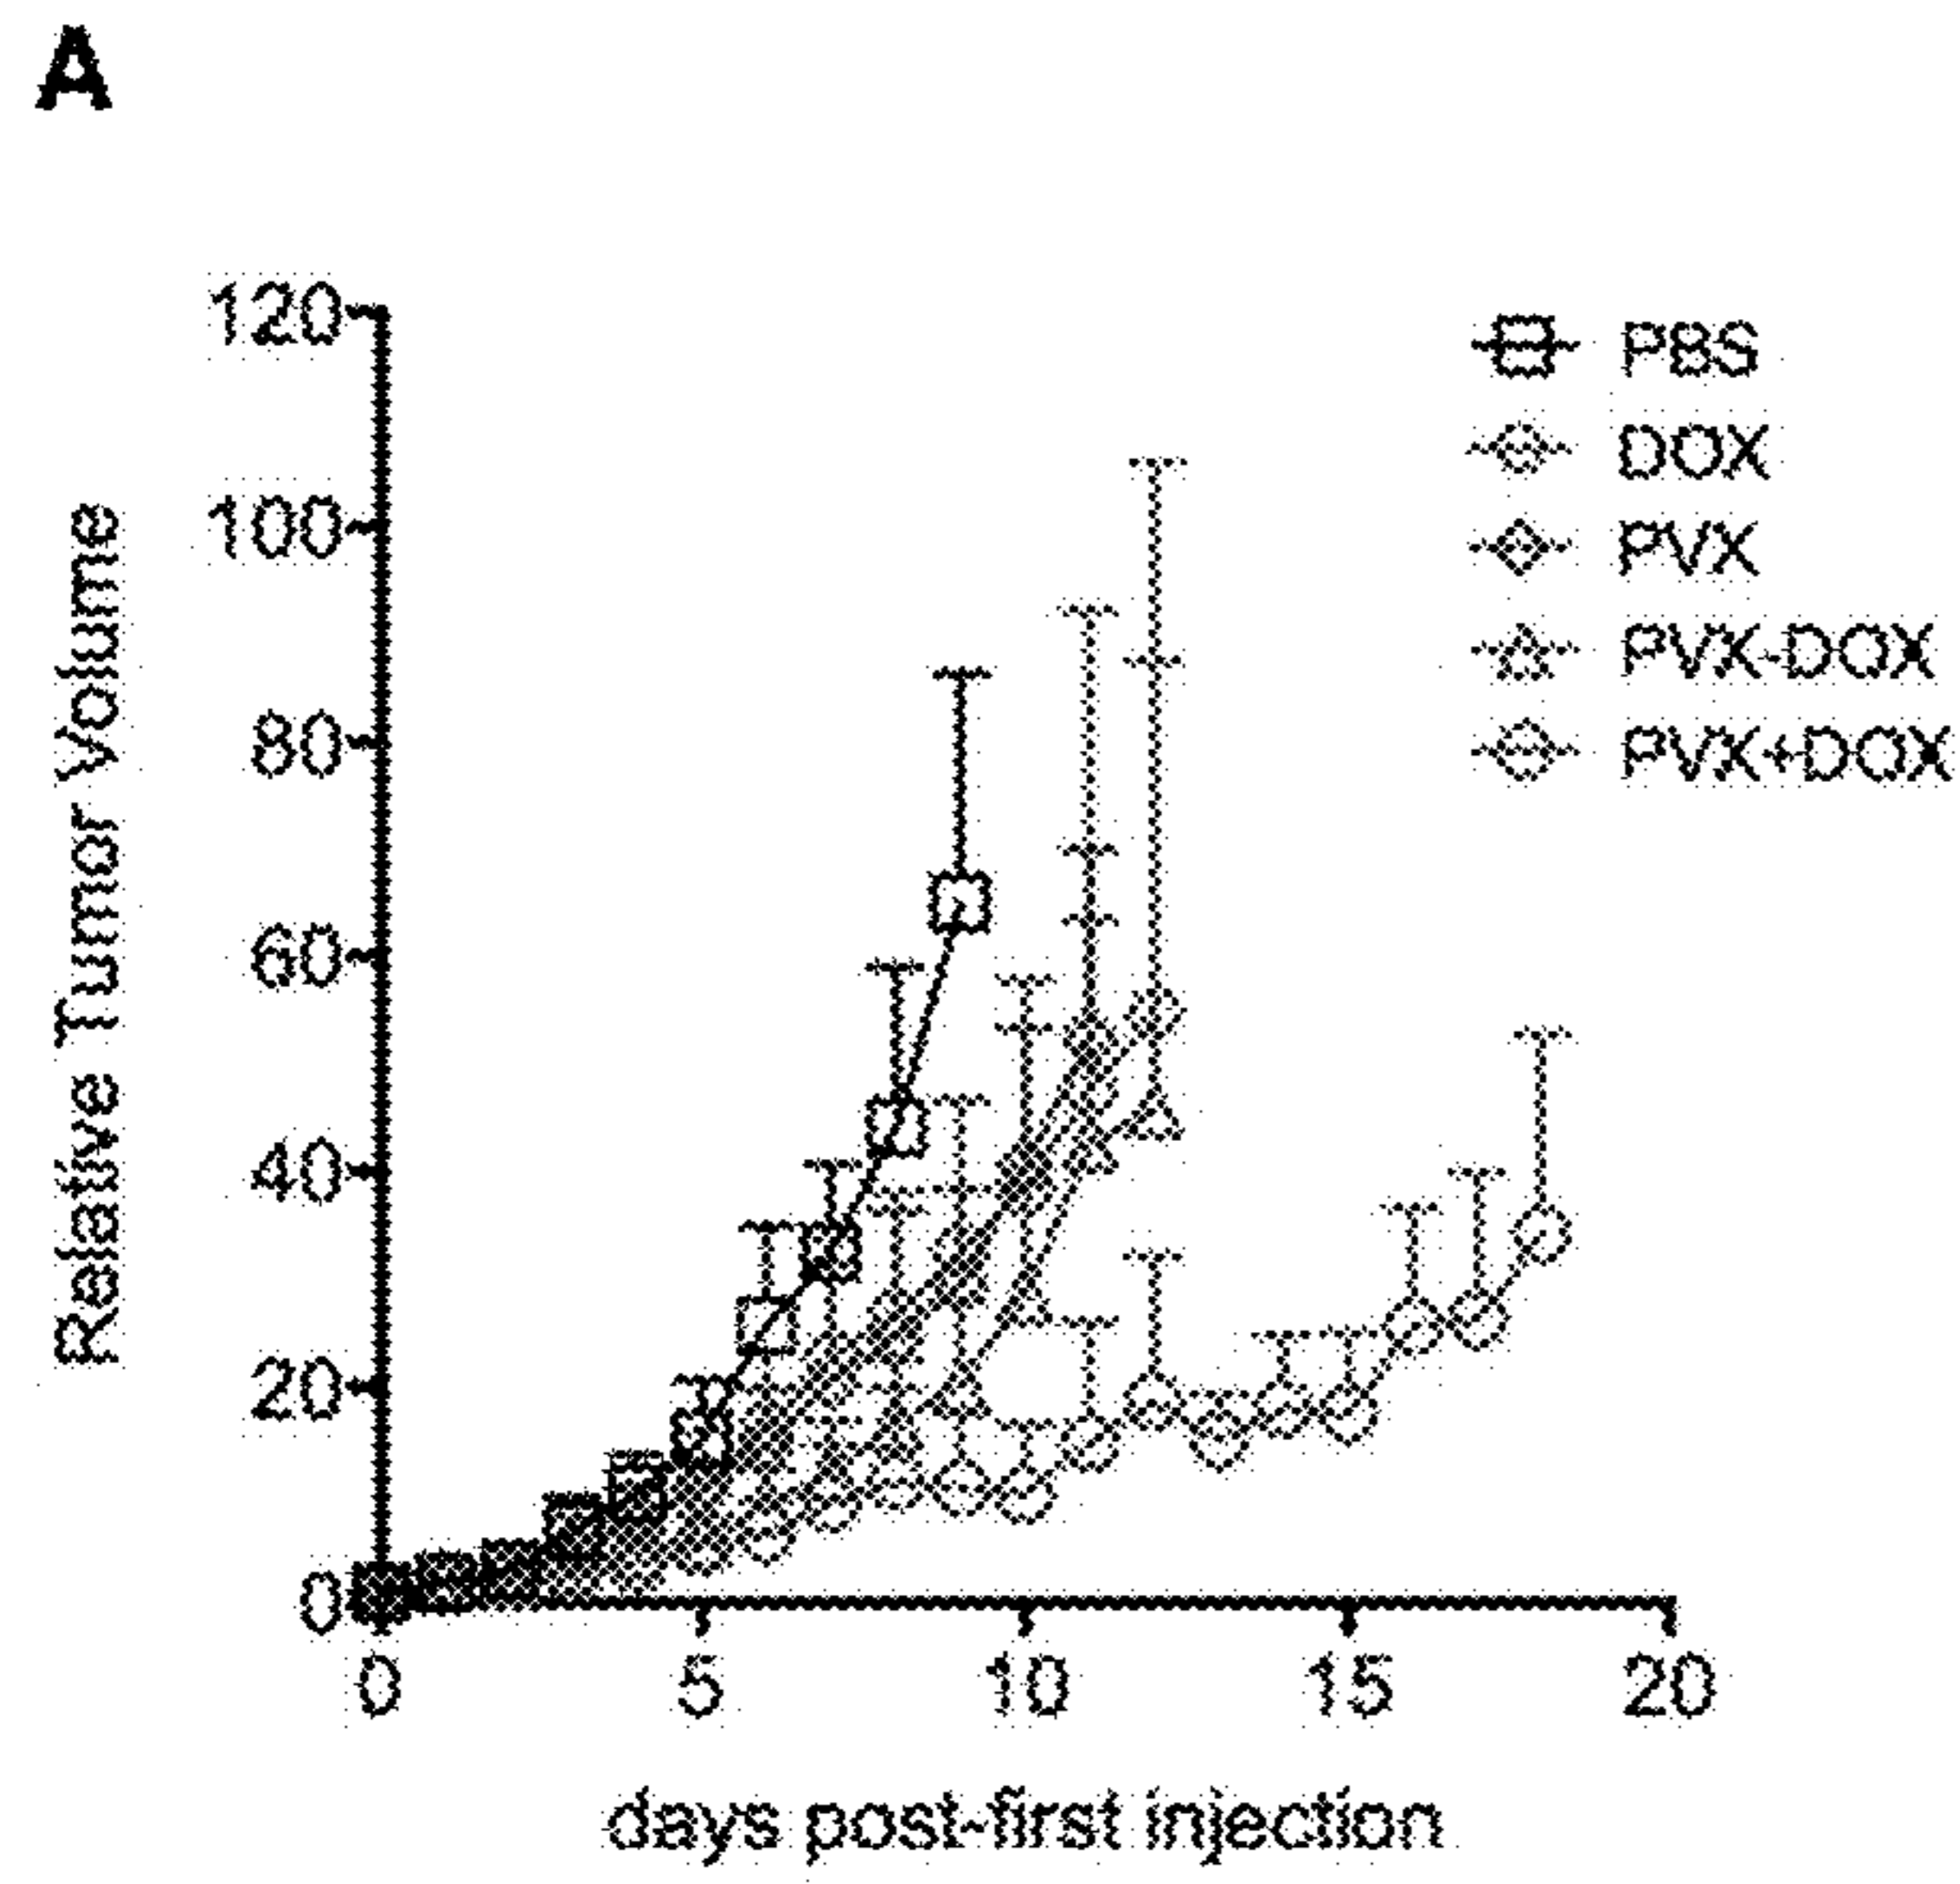 A
Relative Tumor Volume
120
100
80
60
40
20
0
0 5 10 15 20
days post-first injection
PBS
DOX
PVX
PVX-DOX
PVX+DOX